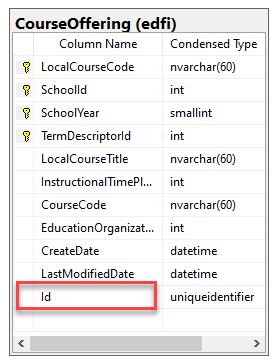 CourseOffering (edfi)
Column Name Condensed Type
LocalCourseCode nvarchar(60)
SchoolId int
SchoolYear smallint
TermDescriptorId int
LocalCourseTitle nvarchar(60)
InstructionalTimePl... int
CourseCode nvarchar(60)
EducationOrganizat... int
CreateDate datetime
LastModifiedDate datetime
Id uniqueidentifier